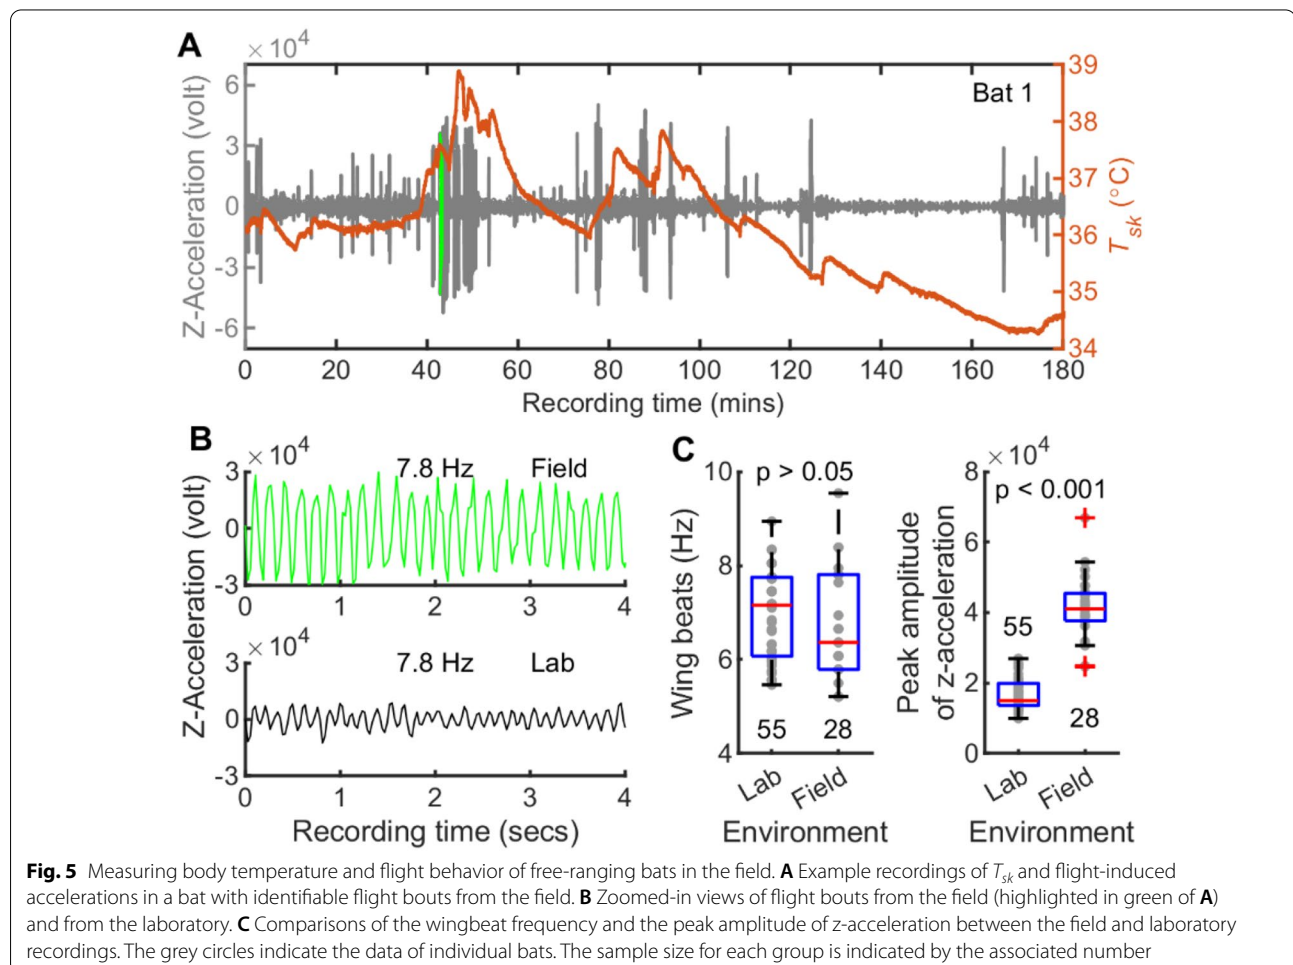 A
× 10⁴
6
3
0
-3
-6
Z-Acceleration (volt)
Bat 1
39
38
37
36
35
34
T_sk (°C)
0 20 40 60 80 100 120 140 160 180
Recording time (mins)
B
× 10⁴
7.8 Hz Field
3
0
-3
0 1 2 3 4
Z-Acceleration (volt)
× 10⁴
7.8 Hz Lab
3
0
-3
0 1 2 3 4
Recording time (secs)
C
10
8
6
4
Wing beats (Hz)
p > 0.05
55 28
Lab Field
Environment
× 10⁴
8
6
4
2
0
Peak amplitude
of z-acceleration
p < 0.001
55
28
Lab Field
Environment
Fig. 5 Measuring body temperature and flight behavior of free-ranging bats in the field. A Example recordings of T_sk and flight-induced
accelerations in a bat with identifiable flight bouts from the field. B Zoomed-in views of flight bouts from the field (highlighted in green of A)
and from the laboratory. C Comparisons of the wingbeat frequency and the peak amplitude of z-acceleration between the field and laboratory
recordings. The grey circles indicate the data of individual bats. The sample size for each group is indicated by the associated number